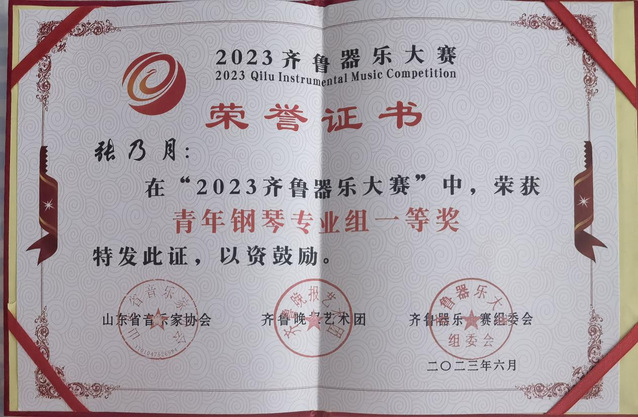 2023齐鲁器乐大赛
2023 Qilu Instrumental Music Competition
荣誉证书
张乃月：
在“2023齐鲁器乐大赛”中，荣获
青年钢琴专业组一等奖
特发此证，以资鼓励。
山东省音乐家协会 齐鲁晚报艺术团 齐鲁器乐大赛组委会
组委会
二〇二三年六月